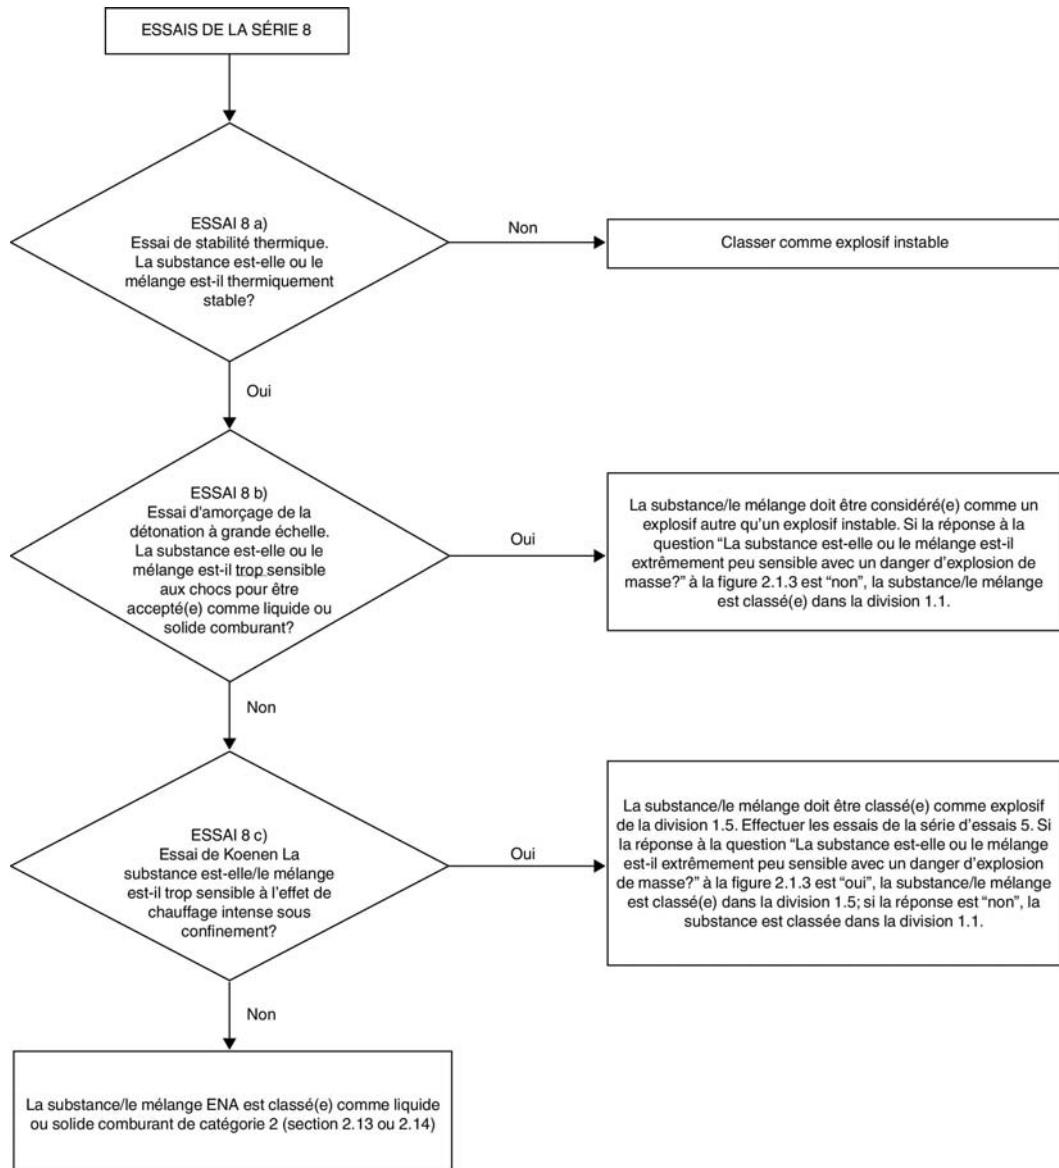 ESSAIS DE LA SÉRIE 8
ESSAI 8 a)
Essai de stabilité thermique.
La substance est-elle ou le
mélange est-il thermiquement
stable?
Non
Classer comme explosif instable
Oui
ESSAI 8 b)
Essai d'amorçage de la
détonation à grande échelle.
La substance est-elle ou le
mélange est-il trop sensible
aux chocs pour être
accepté(e) comme liquide ou
solide comburant?
Oui
La substance/le mélange doit être considéré(e) comme un
explosif autre qu'un explosif instable. Si la réponse à la
question “La substance est-elle ou le mélange est-il
extrêmement peu sensible avec un danger d'explosion de
masse?” à la figure 2.1.3 est “non”, la substance/le mélange
est classé(e) dans la division 1.1.
Non
ESSAI 8 c)
Essai de Koenen La
substance est-elle/le mélange
est-il trop sensible à l'effet de
chauffage intense sous
confinement?
Oui
La substance/le mélange doit être classé(e) comme explosif
de la division 1.5. Effectuer les essais de la série d'essais 5. Si
la réponse à la question “La substance est-elle ou le mélange
est-il extrêmement peu sensible avec un danger d'explosion
de masse?” à la figure 2.1.3 est “oui”, la substance/le mélange
est classé(e) dans la division 1.5; si la réponse est “non”, la
substance est classée dans la division 1.1.
Non
La substance/le mélange ENA est classé(e) comme liquide
ou solide comburant de catégorie 2 (section 2.13 ou 2.14)